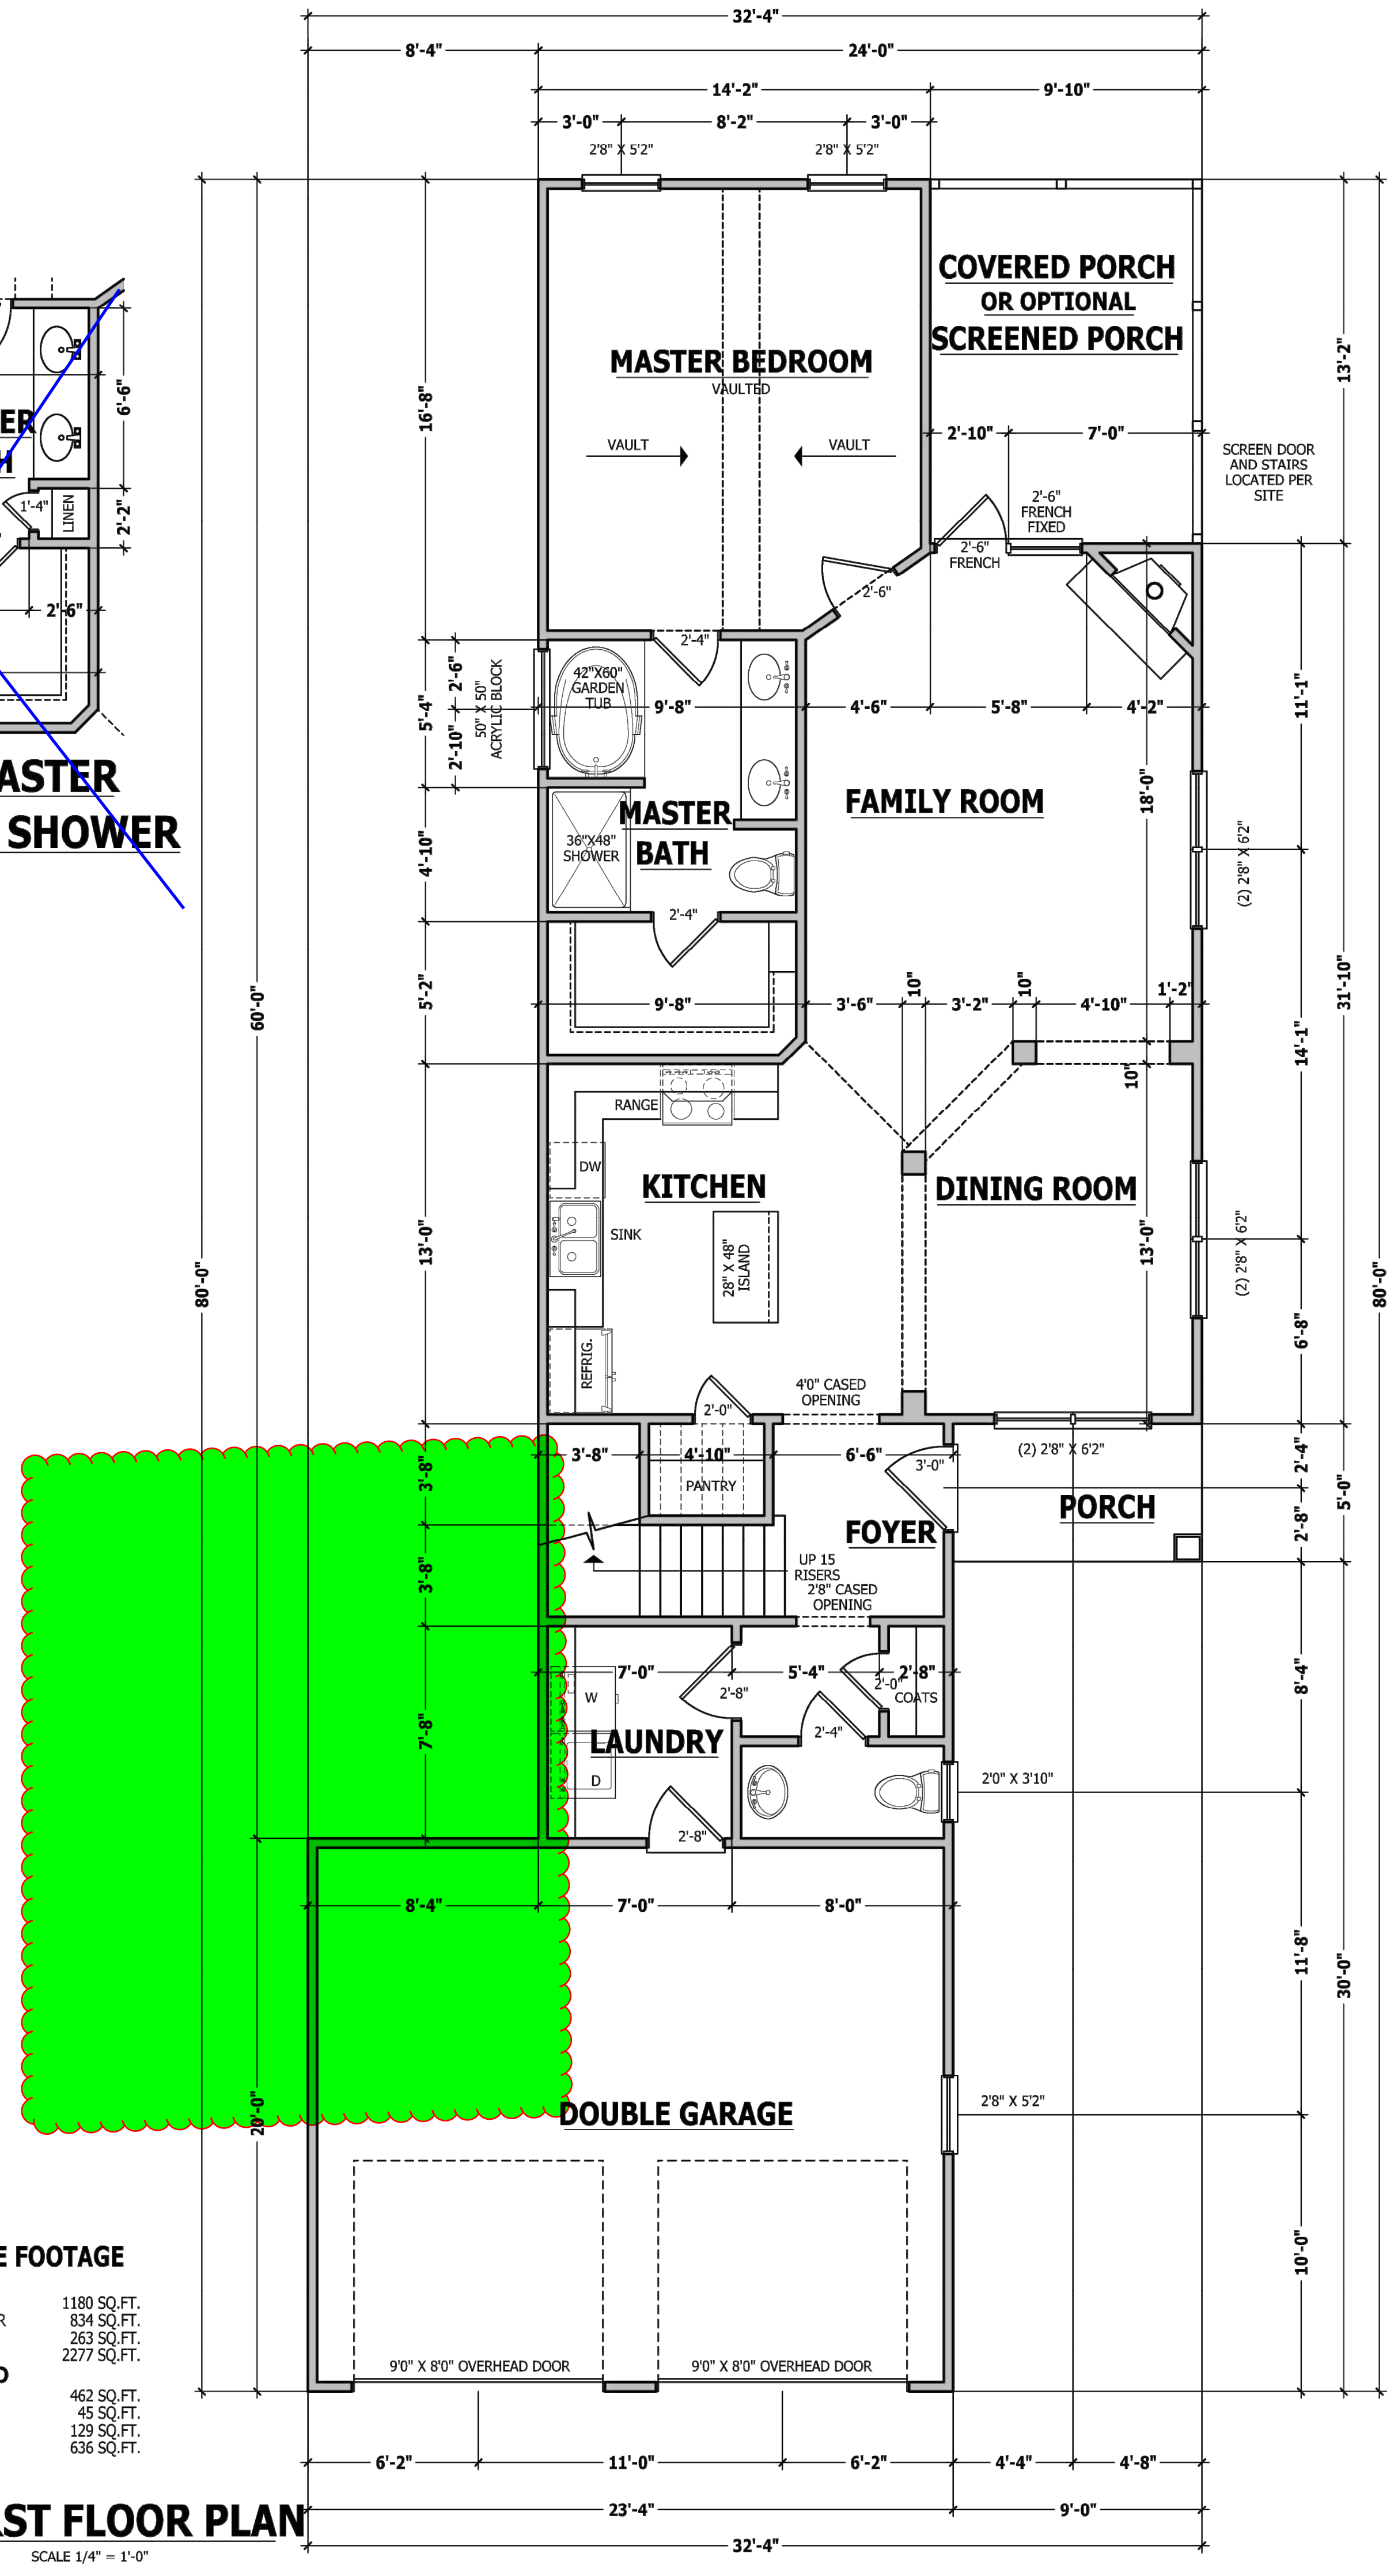 32'-4"
8'-4"
24'-0"
14'-2"
9'-10"
3'-0"
8'-2"
3'-0"
2'8" X 5'2"
2'8" X 5'2"
COVERED PORCH
OR OPTIONAL
SCREENED PORCH
MASTER BEDROOM
VAULTED
VAULT
VAULT
16'-8"
13'-2"
2'-10"
7'-0"
SCREEN DOOR
AND STAIRS
LOCATED PER
SITE
2'-6"
FRENCH
FIXED
2'-6"
FRENCH
2'-6"
6'-6"
ER
H
1'-4"
LINEN
2'-2"
2'-6"
ASTER
SHOWER
2'-4"
42"X60"
GARDEN
TUB
50" X 50"
ACRYLIC BLOCK
2'-6"
5'-4"
2'-10"
9'-8"
4'-6"
5'-8"
4'-2"
11'-1"
18'-0"
FAMILY ROOM
MASTER
BATH
36"X48"
SHOWER
4'-10"
(2) 2'8" X 6'2"
2'-4"
5'-2"
9'-8"
3'-6"
10"
3'-2"
10"
4'-10"
1'-2"
10"
31'-10"
14'-1"
60'-0"
80'-0"
80'-0"
RANGE
DW
KITCHEN
SINK
28" X 48"
ISLAND
REFRIG.
13'-0"
DINING ROOM
13'-0"
(2) 2'8" X 6'2"
6'-8"
4'0" CASED
OPENING
2'-0"
3'-8"
3'-8"
4'-10"
6'-6"
PANTRY
3'-0"
(2) 2'8" X 6'2"
2'-4"
5'-0"
2'-8"
PORCH
FOYER
UP 15
RISERS
2'8" CASED
OPENING
3'-8"
7'-0"
5'-4"
2'-8"
2'-0"
COATS
2'-8"
W
LAUNDRY
D
2'-4"
7'-8"
8'-4"
2'0" X 3'10"
2'-8"
8'-4"
7'-0"
8'-0"
11'-8"
30'-0"
20'-0"
DOUBLE GARAGE
2'8" X 5'2"
10'-0"
9'0" X 8'0" OVERHEAD DOOR
9'0" X 8'0" OVERHEAD DOOR
E FOOTAGE
1180 SQ.FT.
R 834 SQ.FT.
263 SQ.FT.
2277 SQ.FT.
D
462 SQ.FT.
45 SQ.FT.
129 SQ.FT.
636 SQ.FT.
6'-2"
11'-0"
6'-2"
4'-4"
4'-8"
23'-4"
9'-0"
32'-4"
RST FLOOR PLAN
SCALE 1/4" = 1'-0"